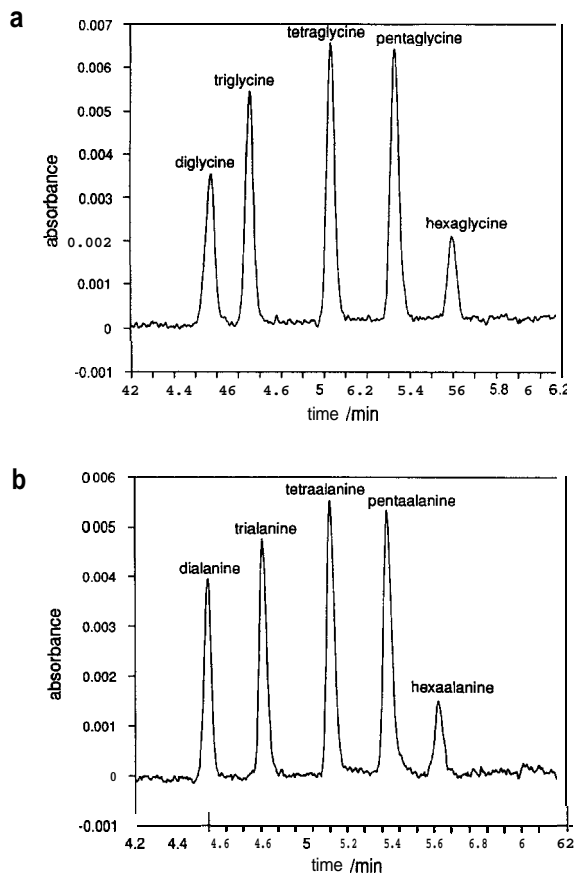 a
0.007
tetraglycine
pentaglycine
0.006
triglycine
0.005
0.004
diglycine
0.003
hexaglycine
0.002
0.001
0
-0.001
absorbance
42 4.4 46 4.6 5 6.2 5.4 56 5.8 6 6.2
time /min
b
0.006
tetraalanine
pentaalanine
0.005
trialanine
0.004
dialanine
0.003
0.002
hexaalanine
0.001
0
-0.001
absorbance
4.2 4.4 4.6 4.6 5 5.2 5.4 5.6 5.8 6 62
time /min